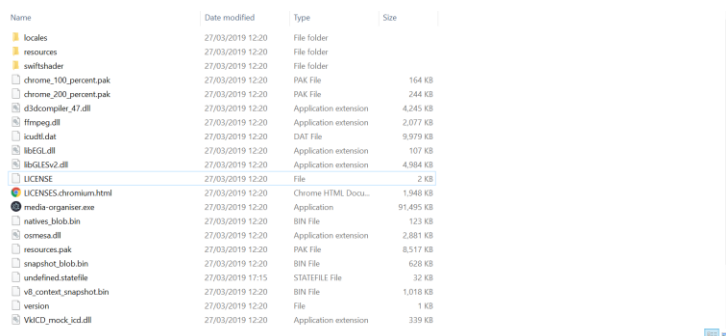 Name Date modified Type Size
locales 27/03/2019 12:20 File folder
resources 27/03/2019 12:20 File folder
swiftshader 27/03/2019 12:20 File folder
chrome_100_percent.pak 27/03/2019 12:20 PAK File 164 KB
chrome_200_percent.pak 27/03/2019 12:20 PAK File 244 KB
d3dcompiler_47.dll 27/03/2019 12:20 Application extension 4,245 KB
ffmpeg.dll 27/03/2019 12:20 Application extension 2,077 KB
icudtl.dat 27/03/2019 12:20 DAT File 9,979 KB
libEGL.dll 27/03/2019 12:20 Application extension 107 KB
libGLESv2.dll 27/03/2019 12:20 Application extension 4,984 KB
LICENSE 27/03/2019 12:20 File 2 KB
LICENSES.chromium.html 27/03/2019 12:20 Chrome HTML Docu... 1,948 KB
media-organiser.exe 27/03/2019 12:20 Application 91,495 KB
natives_blob.bin 27/03/2019 12:20 BIN File 123 KB
osmesa.dll 27/03/2019 12:20 Application extension 2,881 KB
resources.pak 27/03/2019 12:20 PAK File 8,517 KB
snapshot_blob.bin 27/03/2019 12:20 BIN File 628 KB
undefined.statefile 27/03/2019 17:15 STATEFILE File 32 KB
v8_context_snapshot.bin 27/03/2019 12:20 BIN File 1,018 KB
version 27/03/2019 12:20 File 1 KB
VkICD_mock_icd.dll 27/03/2019 12:20 Application extension 339 KB